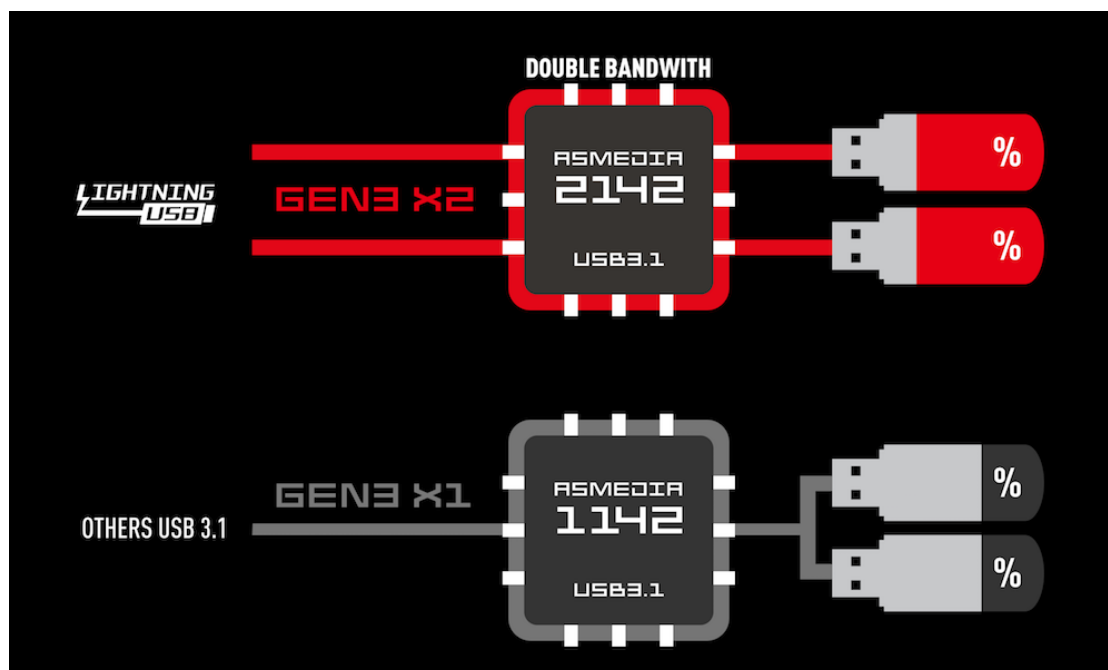 DOUBLE BANDWITH
LIGHTNING
USB
GEN3 X2
ASMEDIA
2142
USB3.1
%
%
OTHERS USB 3.1
GEN3 X1
ASMEDIA
1142
USB3.1
%
%